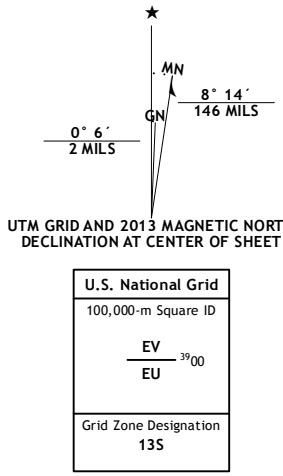 ★
MN
GN
8° 14´
146 MILS
0° 6´
2 MILS
UTM GRID AND 2013 MAGNETIC NORT
DECLINATION AT CENTER OF SHEET
U.S. National Grid
100,000-m Square ID
EV
3900
EU
Grid Zone Designation
13S